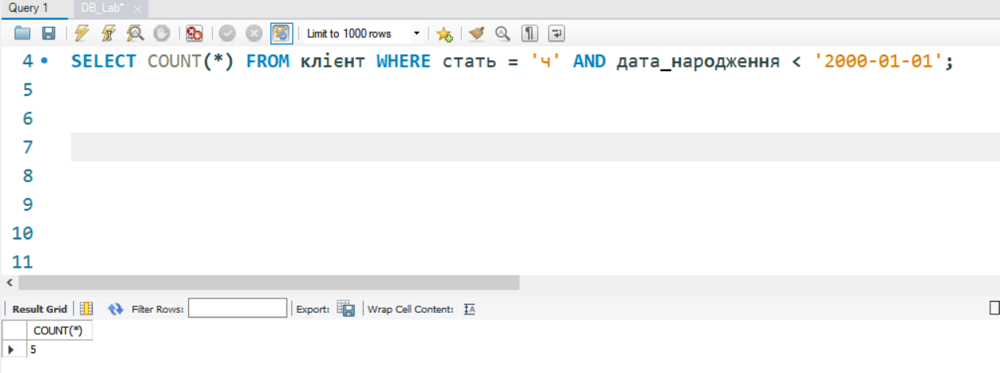 Query 1 DB_Lab*
Limit to 1000 rows
4 SELECT COUNT(*) FROM клієнт WHERE стать = 'ч' AND дата_народження < '2000-01-01';
5
6
7
8
9
10
11
Result Grid Filter Rows: Export: Wrap Cell Content:
COUNT(*)
5